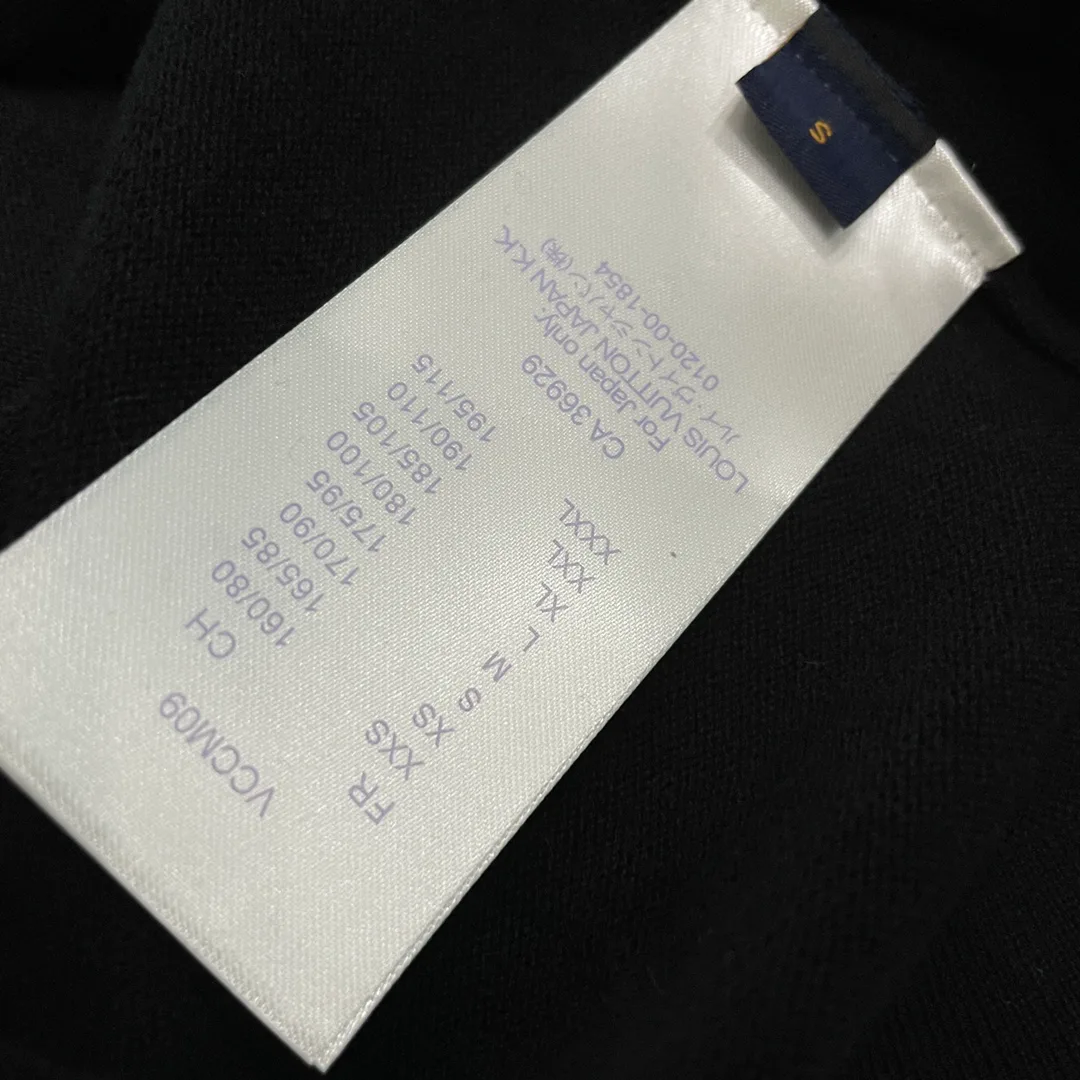 VCCM09
FR CH
XXS 160/80
XS 165/85
S 170/90
M 175/95
L 180/100
XL 185/105
XXL 190/110
XXXL 195/115
CA 36929
For Japan only:
LOUIS VUITTON JAPAN K.K
ルイ・ヴイトンジャパン(株)
0120-00-1854
S